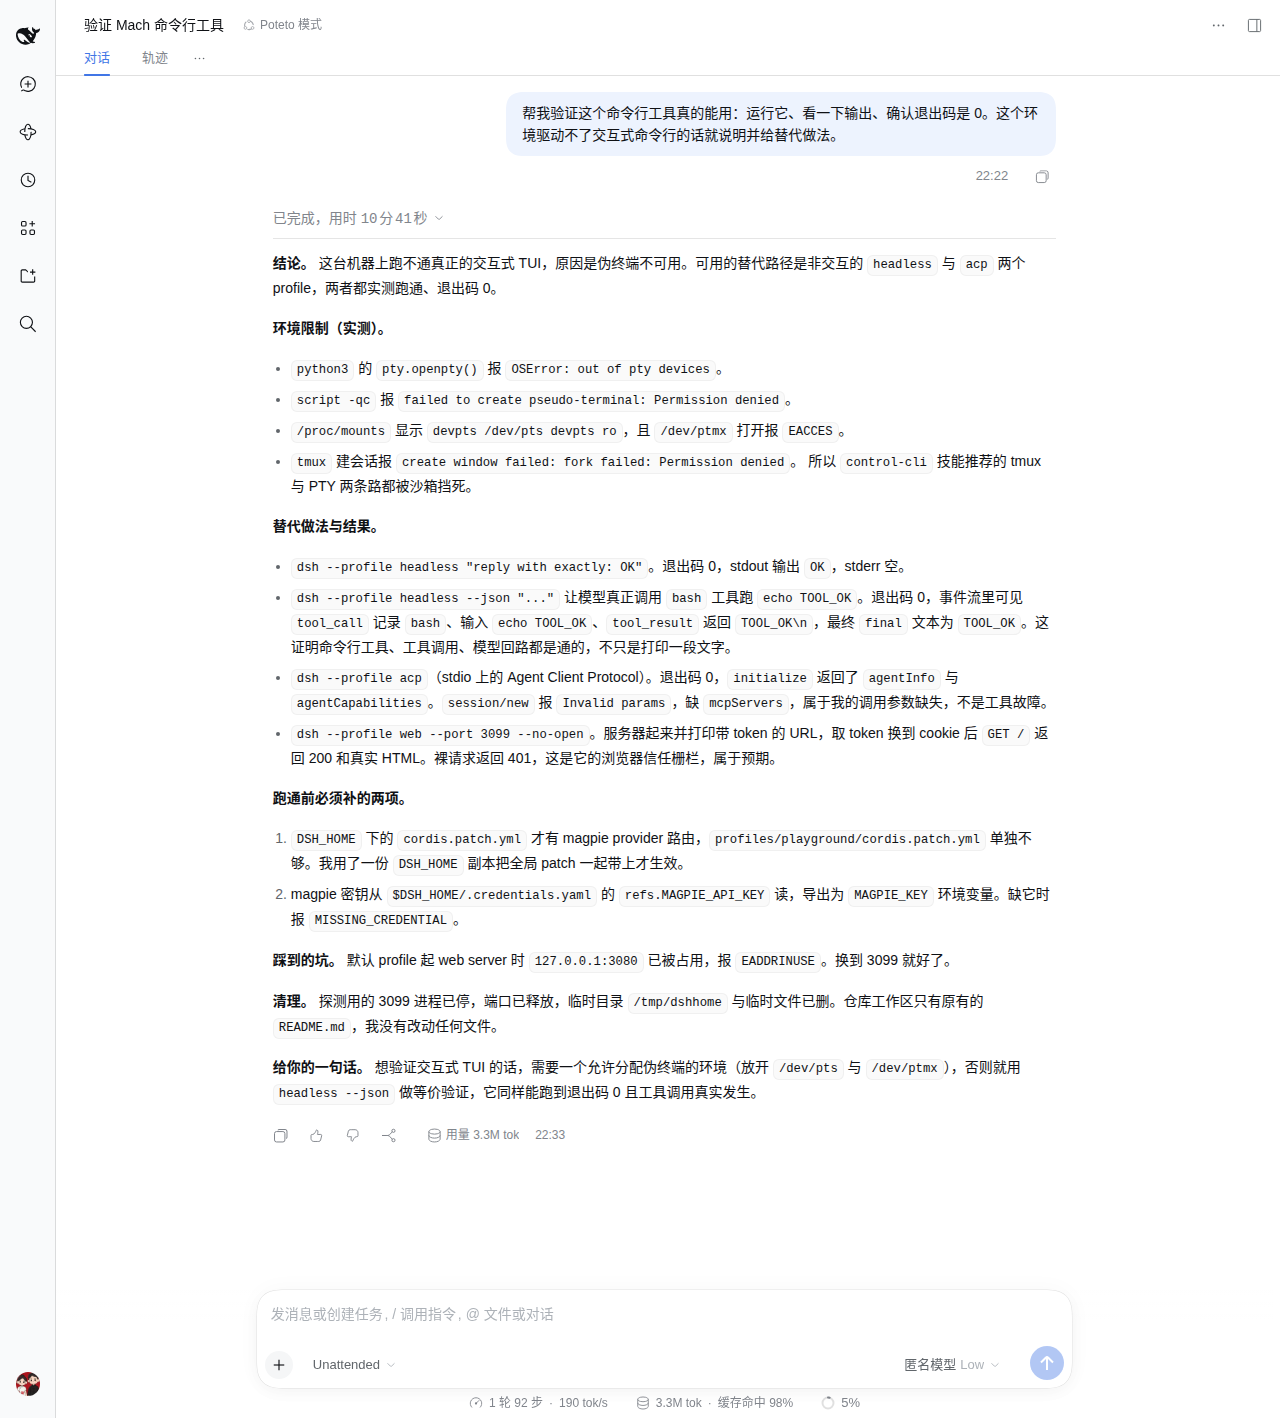 验证 Mach 命令行工具 Poteto 模式
对话 轨迹 ···
帮我验证这个命令行工具真的能用：运行它、看一下输出、确认退出码是 0。这个环
境驱动不了交互式命令行的话就说明并给替代做法。
22:22
已完成，用时 10分41秒
结论。 这台机器上跑不通真正的交互式 TUI，原因是伪终端不可用。可用的替代路径是非交互的 headless 与 acp 两个
profile，两者都实测跑通、退出码 0。
环境限制（实测）。
• python3 的 pty.openpty() 报 OSError: out of pty devices。
• script -qc 报 failed to create pseudo-terminal: Permission denied。
• /proc/mounts 显示 devpts /dev/pts devpts ro，且 /dev/ptmx 打开报 EACCES。
• tmux 建会话报 create window failed: fork failed: Permission denied。 所以 control-cli 技能推荐的 tmux
与 PTY 两条路都被沙箱挡死。
替代做法与结果。
• dsh --profile headless "reply with exactly: OK"。退出码 0，stdout 输出 OK，stderr 空。
• dsh --profile headless --json "..." 让模型真正调用 bash 工具跑 echo TOOL_OK。退出码 0，事件流里可见
tool_call 记录 bash、输入 echo TOOL_OK、tool_result 返回 TOOL_OK\n，最终 final 文本为 TOOL_OK。这
证明命令行工具、工具调用、模型回路都是通的，不只是打印一段文字。
• dsh --profile acp（stdio 上的 Agent Client Protocol）。退出码 0，initialize 返回了 agentInfo 与
agentCapabilities。session/new 报 Invalid params，缺 mcpServers，属于我的调用参数缺失，不是工具故障。
• dsh --profile web --port 3099 --no-open。服务器起来并打印带 token 的 URL，取 token 换到 cookie 后 GET / 返
回 200 和真实 HTML。裸请求返回 401，这是它的浏览器信任栅栏，属于预期。
跑通前必须补的两项。
1. DSH_HOME 下的 cordis.patch.yml 才有 magpie provider 路由，profiles/playground/cordis.patch.yml 单独不
够。我用了一份 DSH_HOME 副本把全局 patch 一起带上才生效。
2. magpie 密钥从 $DSH_HOME/.credentials.yaml 的 refs.MAGPIE_API_KEY 读，导出为 MAGPIE_KEY 环境变量。缺它时
报 MISSING_CREDENTIAL。
踩到的坑。 默认 profile 起 web server 时 127.0.0.1:3080 已被占用，报 EADDRINUSE。换到 3099 就好了。
清理。 探测用的 3099 进程已停，端口已释放，临时目录 /tmp/dshhome 与临时文件已删。仓库工作区只有原有的
README.md，我没有改动任何文件。
给你的一句话。 想验证交互式 TUI 的话，需要一个允许分配伪终端的环境（放开 /dev/pts 与 /dev/ptmx），否则就用
headless --json 做等价验证，它同样能跑到退出码 0 且工具调用真实发生。
用量 3.3M tok 22:33
发消息或创建任务, / 调用指令, @ 文件或对话
Unattended 匿名模型 Low
1 轮 92 步 · 190 tok/s 3.3M tok · 缓存命中 98% 5%